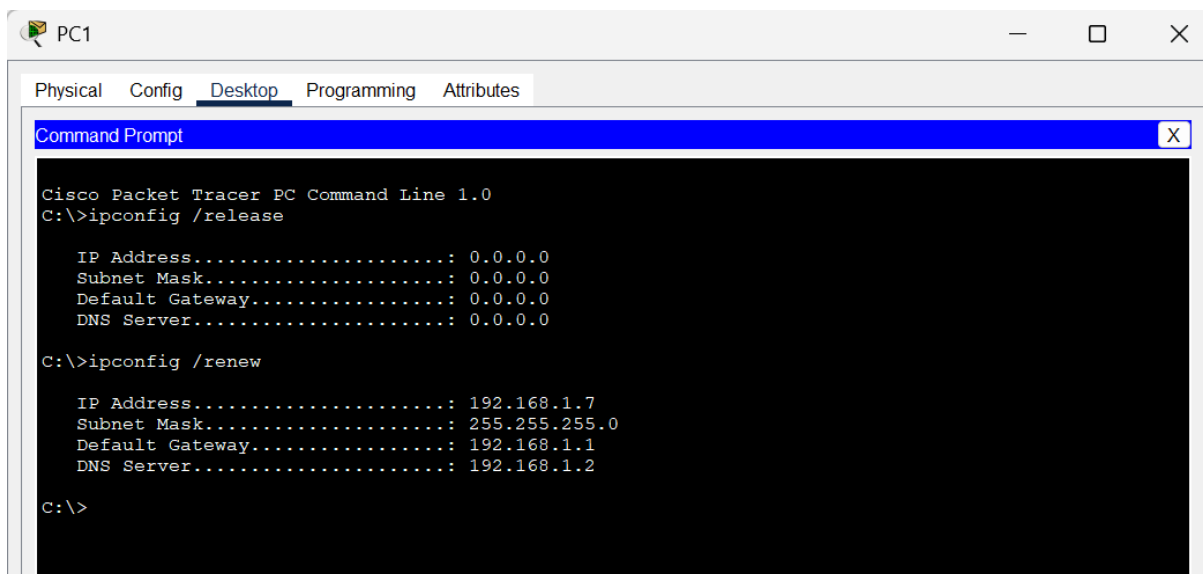 PC1
Physical Config Desktop Programming Attributes
Command Prompt X
Cisco Packet Tracer PC Command Line 1.0
C:\>ipconfig /release
IP Address......................: 0.0.0.0
Subnet Mask.....................: 0.0.0.0
Default Gateway.................: 0.0.0.0
DNS Server......................: 0.0.0.0
C:\>ipconfig /renew
IP Address......................: 192.168.1.7
Subnet Mask.....................: 255.255.255.0
Default Gateway.................: 192.168.1.1
DNS Server......................: 192.168.1.2
C:\>